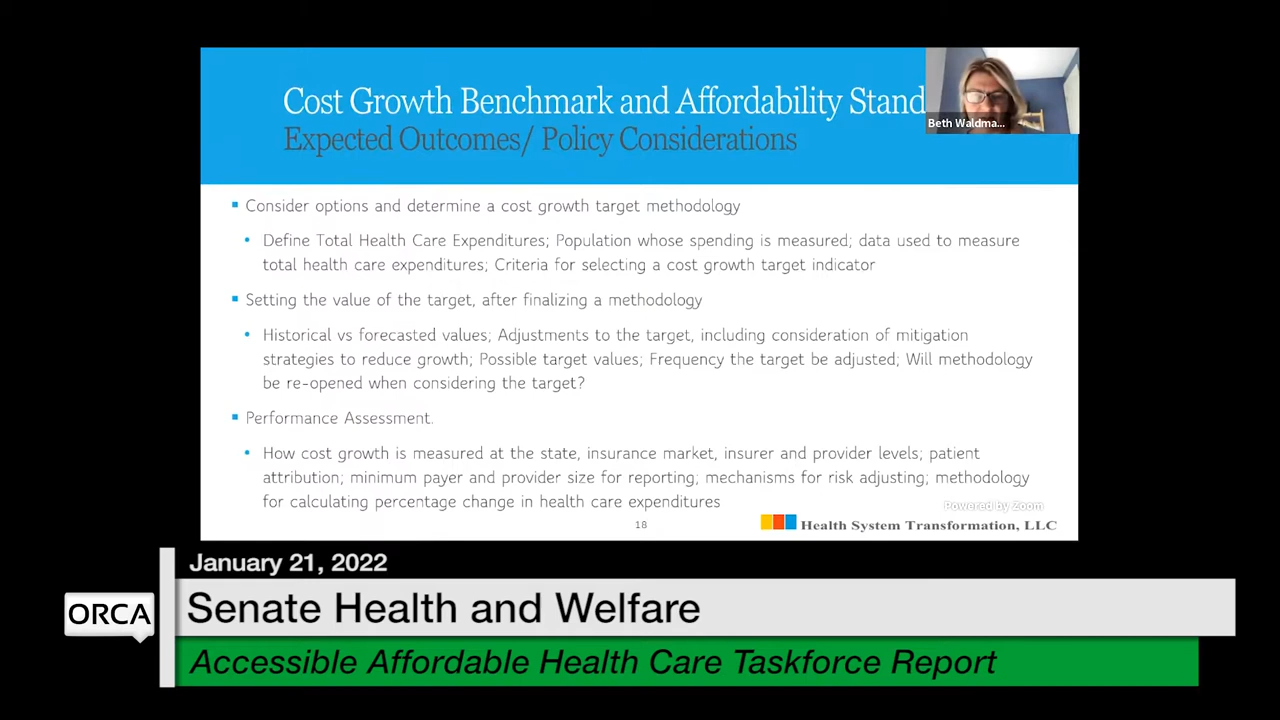 Cost Growth Benchmark and Affordability Stand
Expected Outcomes/ Policy Considerations
Beth Waldma...
Consider options and determine a cost growth target methodology
Define Total Health Care Expenditures; Population whose spending is measured; data used to measure
total health care expenditures; Criteria for selecting a cost growth target indicator
Setting the value of the target, after finalizing a methodology
Historical vs forecasted values; Adjustments to the target, including consideration of mitigation
strategies to reduce growth; Possible target values; Frequency the target be adjusted; Will methodology
be re-opened when considering the target?
Performance Assessment.
How cost growth is measured at the state, insurance market, insurer and provider levels; patient
attribution; minimum payer and provider size for reporting; mechanisms for risk adjusting; methodology
for calculating percentage change in health care expenditures
Powered by Zoom
18
Health System Transformation, LLC
January 21, 2022
ORCA
Senate Health and Welfare
Accessible Affordable Health Care Taskforce Report